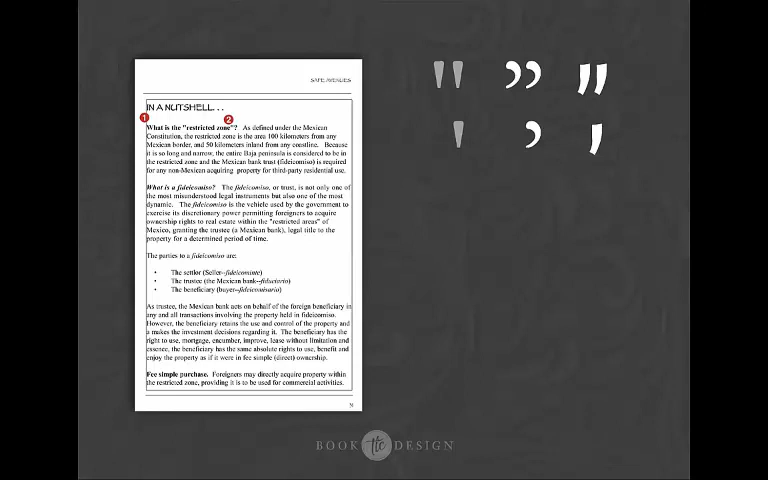 SAFE AVENUES
IN A NUTSHELL. . .
1
2
What is the "restricted zone"? As defined under the Mexican
Constitution, the restricted zone is the area 100 kilometers from any
Mexican border, and 50 kilometers inland from any coastline. Because
it is so long and narrow, the entire Baja peninsula is considered to be in
the restricted zone and the Mexican bank trust (fideicomiso) is required
for any non-Mexican acquiring property for third-party residential use.
What is a fideicomiso? The fideicomiso, or trust, is not only one of
the most misunderstood legal instruments but also one of the most
dynamic. The fideicomiso is the vehicle used by the government to
exercise its discretionary power permitting foreigners to acquire
ownership rights to real estate within the "restricted areas" of
Mexico, granting the trustee (a Mexican bank), legal title to the
property for a determined period of time.
The parties to a fideicomiso are:
• The settlor (Seller--fideicomitente)
• The trustee (the Mexican bank--fiduciario)
• The beneficiary (buyer--fideicomisario)
As trustee, the Mexican bank acts on behalf of the foreign beneficiary in
any and all transactions involving the property held in fideicomiso.
However, the beneficiary retains the use and control of the property and
a makes the investment decisions regarding it. The beneficiary has the
right to use, mortgage, encumber, improve, lease without limitation and
essence, the beneficiary has the same absolute rights to use, benefit and
enjoy the property as if it were in fee simple (direct) ownership.
Fee simple purchase. Foreigners may directly acquire property within
the restricted zone, providing it is to be used for commercial activities.
" ” ”
' ’ ’
BOOK tlc DESIGN